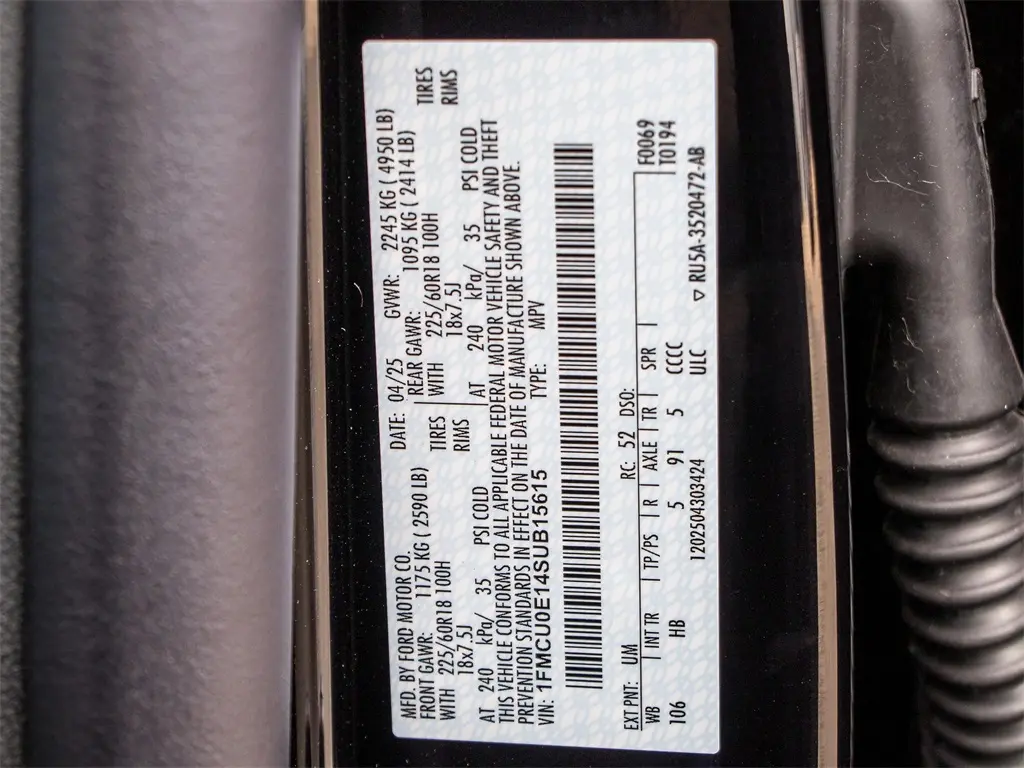 MFD. BY FORD MOTOR CO. DATE: 04/25 GVWR: 2245 KG ( 4950 LB)
FRONT GAWR: 1175 KG ( 2590 LB) REAR GAWR: 1095 KG ( 2414 LB)
WITH 225/60R18 100H TIRES WITH 225/60R18 100H TIRES
18x7.5J RIMS 18x7.5J RIMS
AT 240 kPa/ 35 PSI COLD AT 240 kPa/ 35 PSI COLD
THIS VEHICLE CONFORMS TO ALL APPLICABLE FEDERAL MOTOR VEHICLE SAFETY AND THEFT
PREVENTION STANDARDS IN EFFECT ON THE DATE OF MANUFACTURE SHOWN ABOVE.
VIN: 1FMCU0E14SUB15615 TYPE: MPV
EXT PNT: UM RC: 52 DSO: F0069
WB INT TR TP/PS R AXLE TR SPR T0194
106 HB 5 91 5 CCCC
1202504303424 ULC ▽ RU5A-3520472-AB